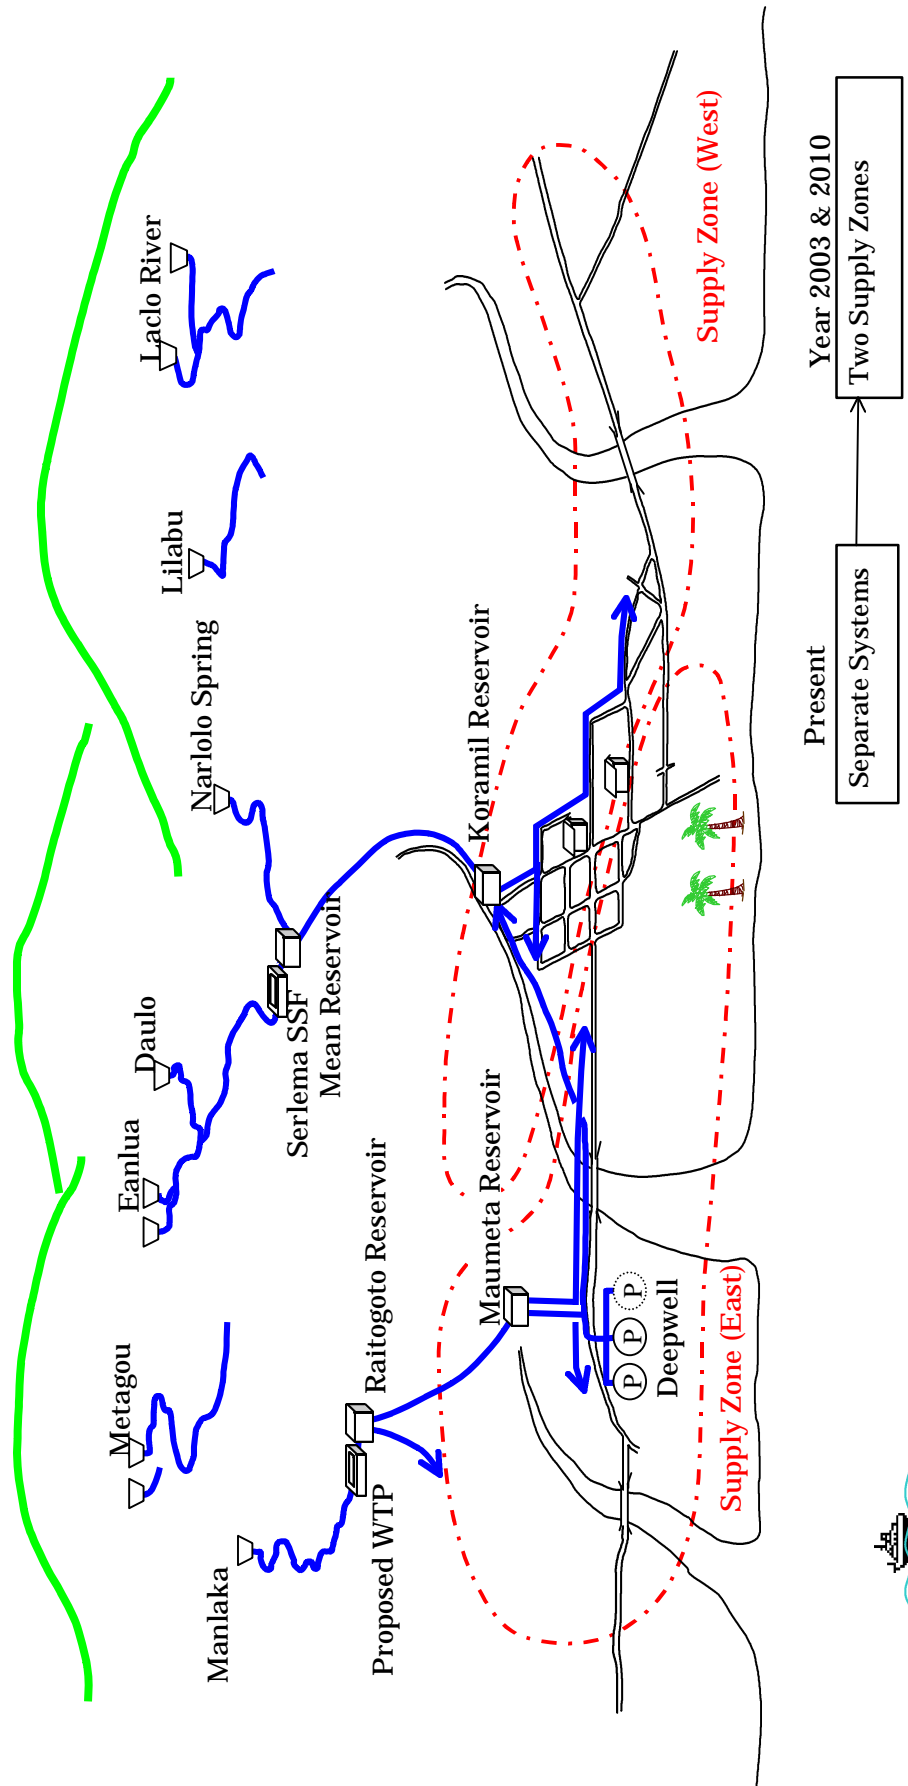 Metagou
Eanlua
Daulo
Narlolo Spring
Lilabu
Laclo River
Manlaka
Serlema SSF
Mean Reservoir
Proposed WTP
Raitogoto Reservoir
Maumeta Reservoir
Koramil Reservoir
P
P
P
Deepwell
Supply Zone (East)
Supply Zone (West)
Present
Separate Systems
Year 2003 & 2010
Two Supply Zones